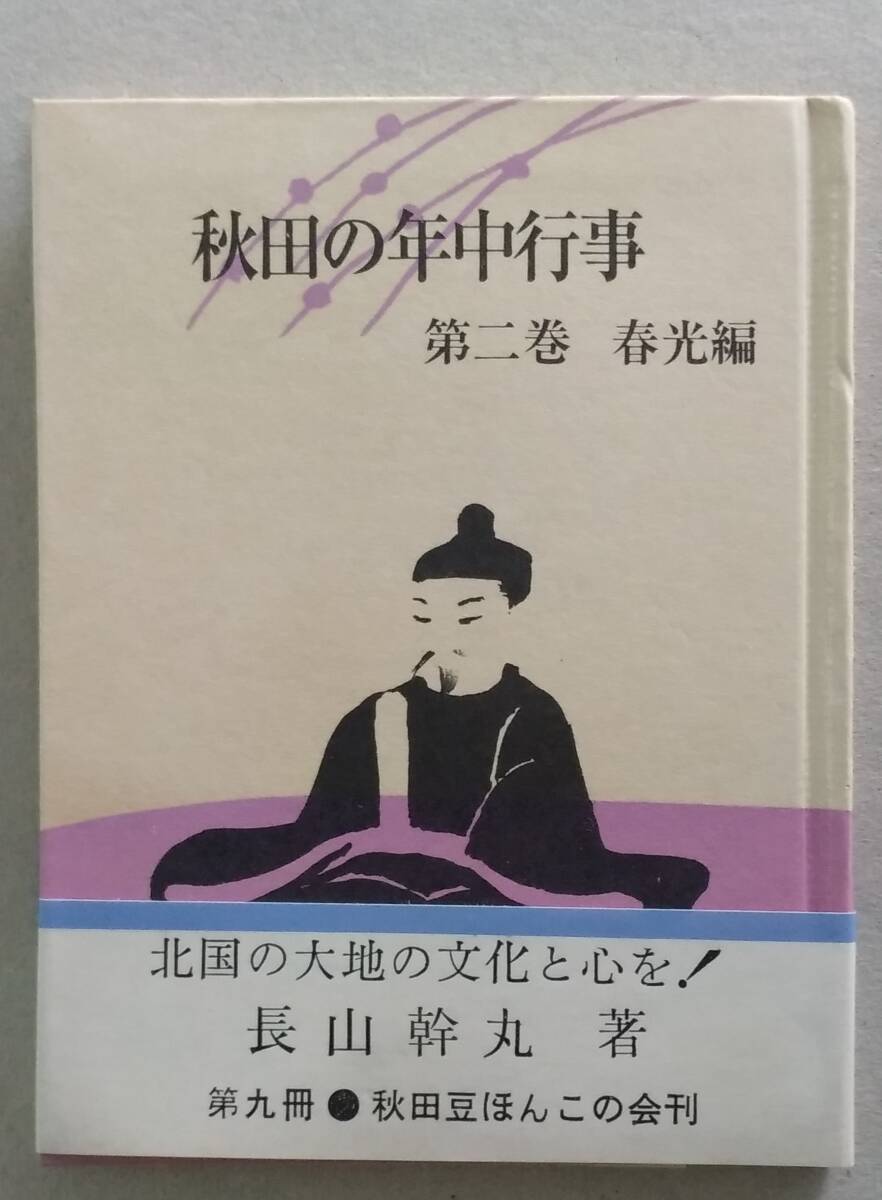 秋田の年中行事
第二巻 春光編
北国の大地の文化と心を!
長山幹丸 著
第九冊●秋田豆ほんこの会刊